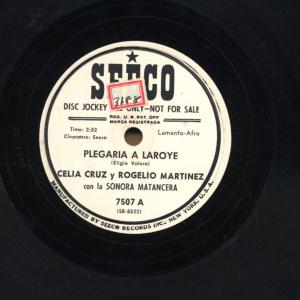 SEECO
3188
DISC JOCKEY ONLY—NOT FOR SALE
REG. U.S. PAT. OFF
MARCA REGISTRADA
Time: 2:52
Clearance: Seeco
Lamento-Afro
PLEGARIA A LAROYE
(Eligio Valera)
CELIA CRUZ y ROGELIO MARTINEZ
con la SONORA MATANCERA
7507 A
(SR-8522)
MANUFACTURED BY SEECO RECORDS INC. NEW YORK, U.S.A.